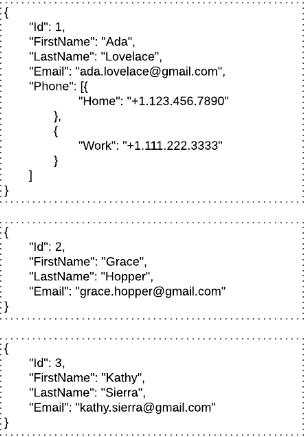 {
"Id": 1,
"FirstName": "Ada",
"LastName": "Lovelace",
"Email": "ada.lovelace@gmail.com",
"Phone": [{
"Home": "+1.123.456.7890"
},
{
"Work": "+1.111.222.3333"
}
]
}
{
"Id": 2,
"FirstName": "Grace",
"LastName": "Hopper",
"Email": "grace.hopper@gmail.com"
}
{
"Id": 3,
"FirstName": "Kathy",
"LastName": "Sierra",
"Email": "kathy.sierra@gmail.com"
}